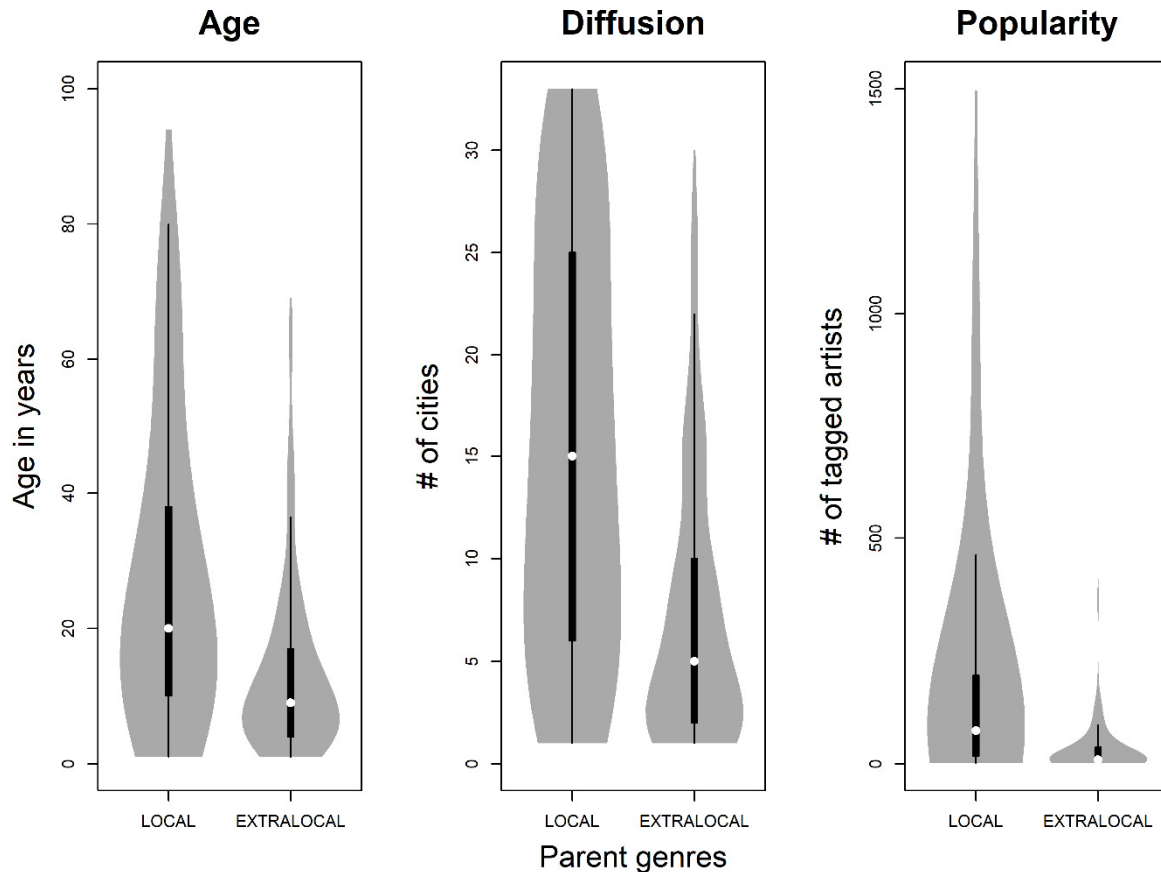 Age
Diffusion
Popularity
Age in years
0
20
40
60
80
100
LOCAL
EXTRALOCAL
# of cities
0
5
10
15
20
25
30
LOCAL
EXTRALOCAL
# of tagged artists
0
500
1000
1500
LOCAL
EXTRALOCAL
Parent genres